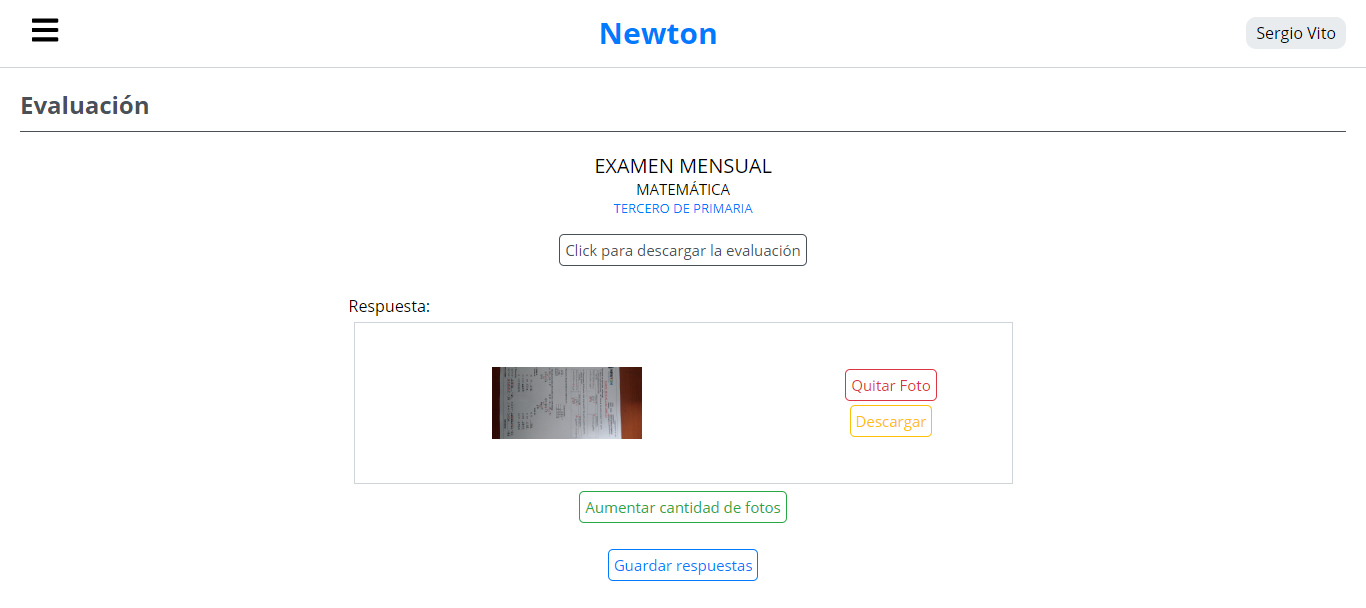 Newton
Sergio Vito
Evaluación
EXAMEN MENSUAL
MATEMÁTICA
TERCERO DE PRIMARIA
Click para descargar la evaluación
Respuesta:
Quitar Foto
Descargar
Aumentar cantidad de fotos
Guardar respuestas